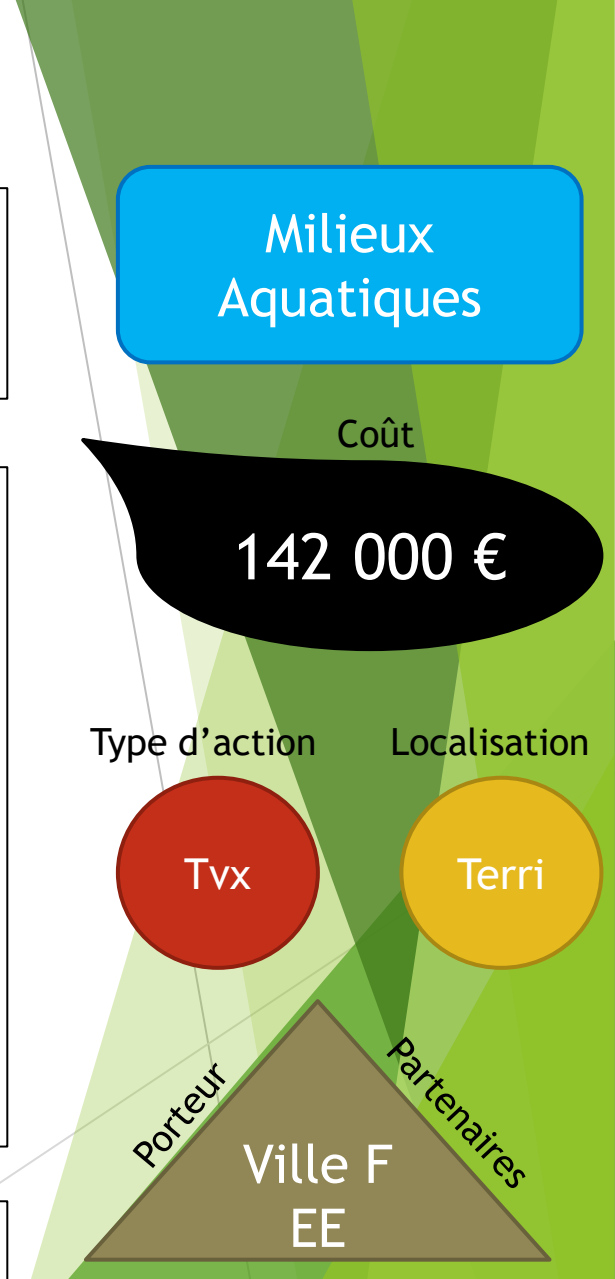 Milieux
Aquatiques
Coût
142 000 €
Type d’action
Localisation
Tvx
Terri
Porteur
Partenaires
Ville F
EE